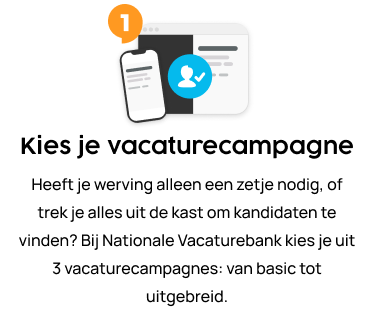 1
Kies je vacaturecampagne
Heeft je werving alleen een zetje nodig, of
trek je alles uit de kast om kandidaten te
vinden? Bij Nationale Vacaturebank kies je uit
3 vacaturecampagnes: van basic tot
uitgebreid.